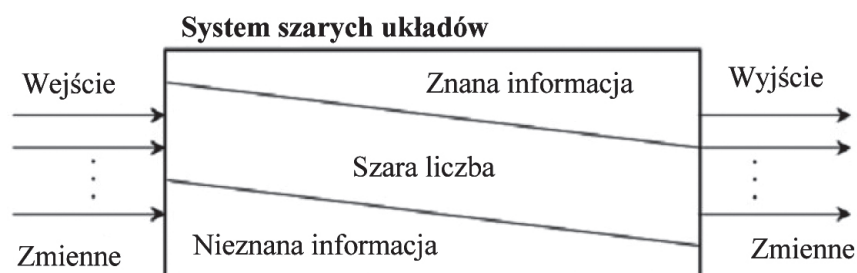 System szarych układów
Wejście
Znana informacja
Wyjście
Szara liczba
Nieznana informacja
Zmienne
Zmienne